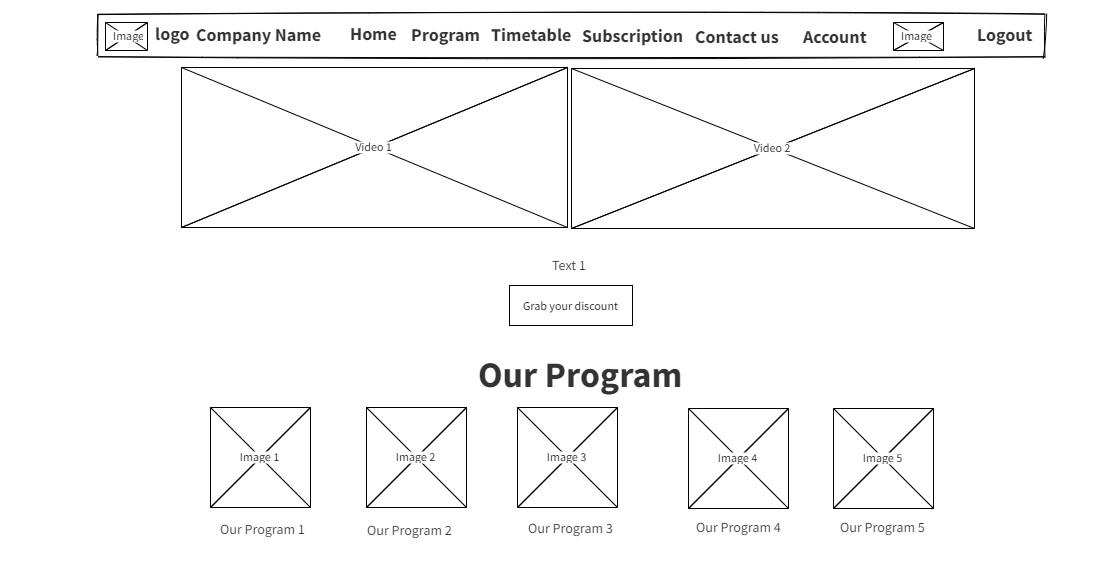 Image logo Company Name Home Program Timetable Subscription Contact us Account Image Logout
Video 1 Video 2
Text 1
Grab your discount
Our Program
Image 1 Image 2 Image 3 Image 4 Image 5
Our Program 1 Our Program 2 Our Program 3 Our Program 4 Our Program 5